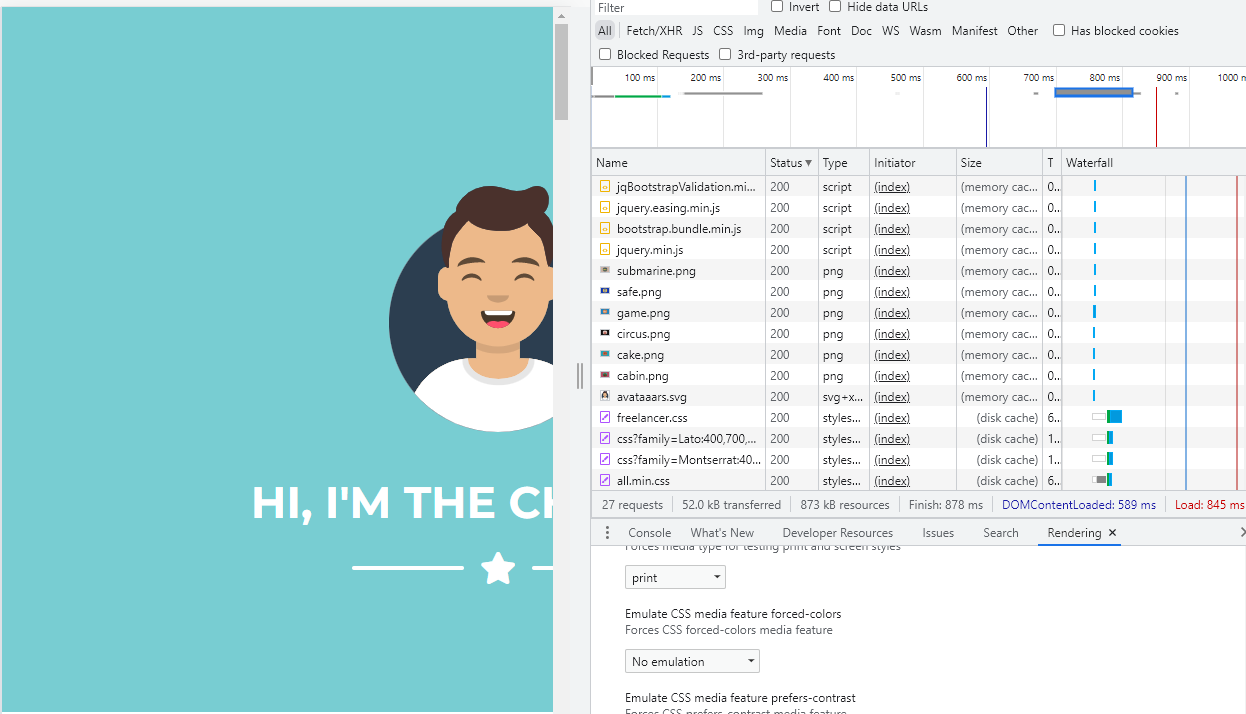 HI, I'M THE CH
Filter
Invert Hide data URLs
All Fetch/XHR JS CSS Img Media Font Doc WS Wasm Manifest Other Has blocked cookies
Blocked Requests 3rd-party requests
100 ms 200 ms 300 ms 400 ms 500 ms 600 ms 700 ms 800 ms 900 ms 1000 m
Name Status ▼ Type Initiator Size T Waterfall
jqBootstrapValidation.mi... 200 script (index) (memory cac... 0..
jquery.easing.min.js 200 script (index) (memory cac... 0..
bootstrap.bundle.min.js 200 script (index) (memory cac... 0..
jquery.min.js 200 script (index) (memory cac... 0..
submarine.png 200 png (index) (memory cac... 0..
safe.png 200 png (index) (memory cac... 0..
game.png 200 png (index) (memory cac... 0..
circus.png 200 png (index) (memory cac... 0..
cake.png 200 png (index) (memory cac... 0..
cabin.png 200 png (index) (memory cac... 0..
avataaars.svg 200 svg+x... (index) (memory cac... 0..
freelancer.css 200 styles... (index) (disk cache) 6..
css?family=Lato:400,700,... 200 styles... (index) (disk cache) 1..
css?family=Montserrat:40... 200 styles... (index) (disk cache) 1..
all.min.css 200 styles... (index) (disk cache) 6..
27 requests 52.0 kB transferred 873 kB resources Finish: 878 ms DOMContentLoaded: 589 ms Load: 845 ms
Console What's New Developer Resources Issues Search Rendering ×
Forces media type for testing print and screen styles
print
Emulate CSS media feature forced-colors
Forces CSS forced-colors media feature
No emulation
Emulate CSS media feature prefers-contrast
Forces CSS prefers-contrast media feature